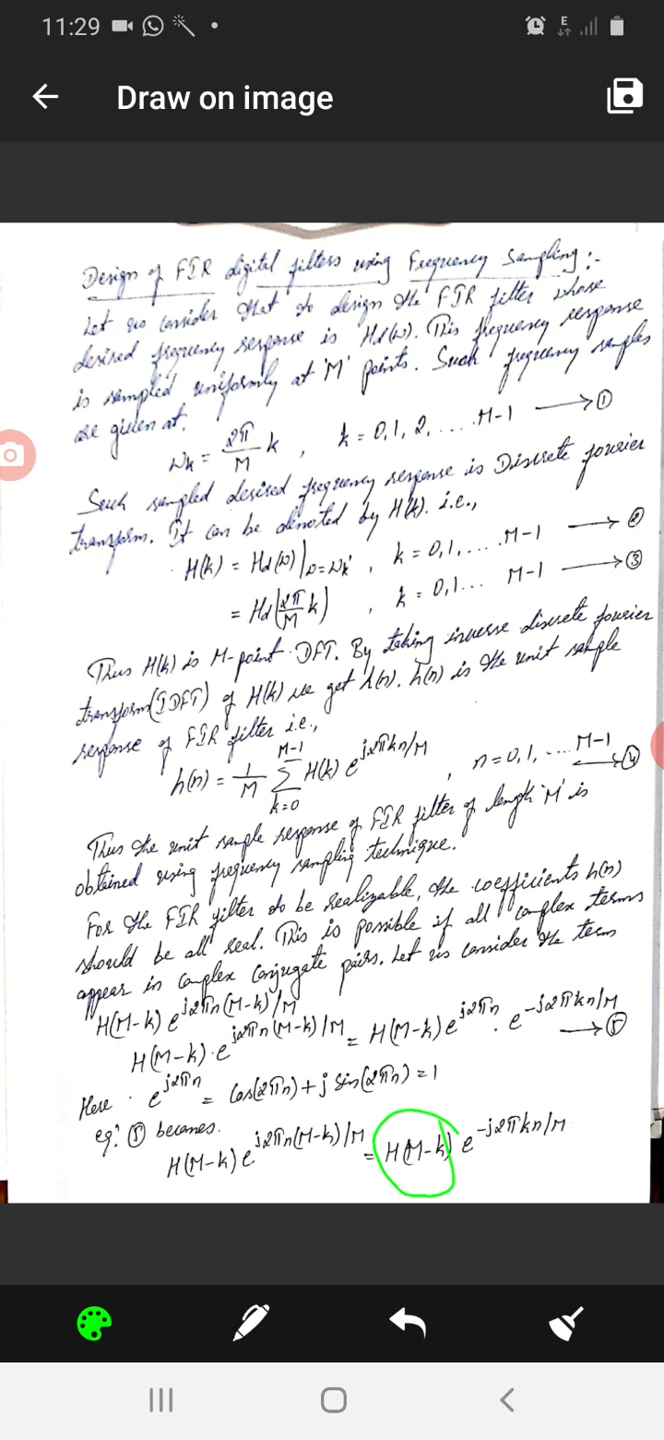 11:29
E
Draw on image
Design of FIR digital filters using Frequency Sampling:-
Let us consider that to design the FIR filter whose
desired frequency response is Hd(ω). This frequency response
is sampled uniformly at 'M' points. Such frequency samples
are given at.
ωk = 2π/M k , k = 0,1,2,....M-1 ⟶ ①
Such sampled desired frequency response is Discrete fourier
transform. It can be denoted by H(k). i.e.,
H(k) = Hd(ω)|ω=ωk , k = 0,1,....M-1 ⟶ ②
= Hd(2π/M k) , k = 0,1... M-1 ⟶ ③
Thus H(k) is M-point DFT. By taking inverse discrete fourier
transform(IDFT) of H(k) we get h(n). h(n) is the unit sample
response of FIR filter i.e.,
h(n) = 1/M Σ_{k=0}^{M-1} H(k) e^{j2πkn/M} , n = 0,1,....M-1 ⟶ ④
Thus the unit sample response of FIR filter of length 'M' is
obtained using frequency sampling technique.
For the FIR filter to be realizable, the coefficients h(n)
should be all real. This is possible if all complex terms
appear in complex conjugate pairs. Let us consider the term
H(M-k) e^{j2πn(M-k)/M}
H(M-k)·e^{j2πn(M-k)/M} = H(M-k) e^{j2πn} . e^{-j2πkn/M} ⟶ ⑤
Here e^{j2πn} = cos(2πn)+j sin(2πn) = 1
eq: ⑤ becomes.
H(M-k) e^{j2πn(M-k)/M} = H(M-k) e^{-j2πkn/M}